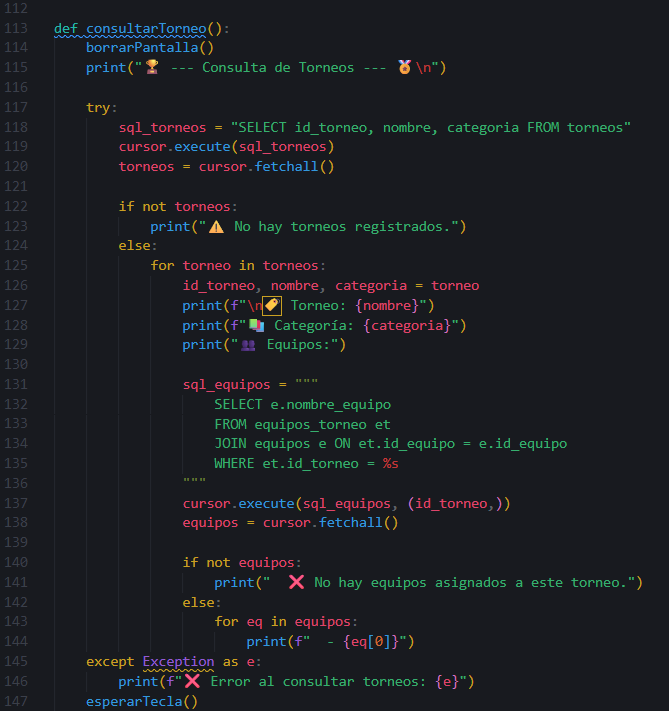 112
113 def consultarTorneo():
114     borrarPantalla()
115     print("🏆 --- Consulta de Torneos --- 🏅\n")
116
117     try:
118         sql_torneos = "SELECT id_torneo, nombre, categoria FROM torneos"
119         cursor.execute(sql_torneos)
120         torneos = cursor.fetchall()
121
122         if not torneos:
123             print("⚠️ No hay torneos registrados.")
124         else:
125             for torneo in torneos:
126                 id_torneo, nombre, categoria = torneo
127                 print(f"\n🏷️ Torneo: {nombre}")
128                 print(f"📚 Categoría: {categoria}")
129                 print("👥 Equipos:")
130
131                 sql_equipos = """
132                     SELECT e.nombre_equipo
133                     FROM equipos_torneo et
134                     JOIN equipos e ON et.id_equipo = e.id_equipo
135                     WHERE et.id_torneo = %s
136                 """
137                 cursor.execute(sql_equipos, (id_torneo,))
138                 equipos = cursor.fetchall()
139
140                 if not equipos:
141                     print("  ❌ No hay equipos asignados a este torneo.")
142                 else:
143                     for eq in equipos:
144                         print(f"  - {eq[0]}")
145     except Exception as e:
146         print(f"❌ Error al consultar torneos: {e}")
147     esperarTecla()